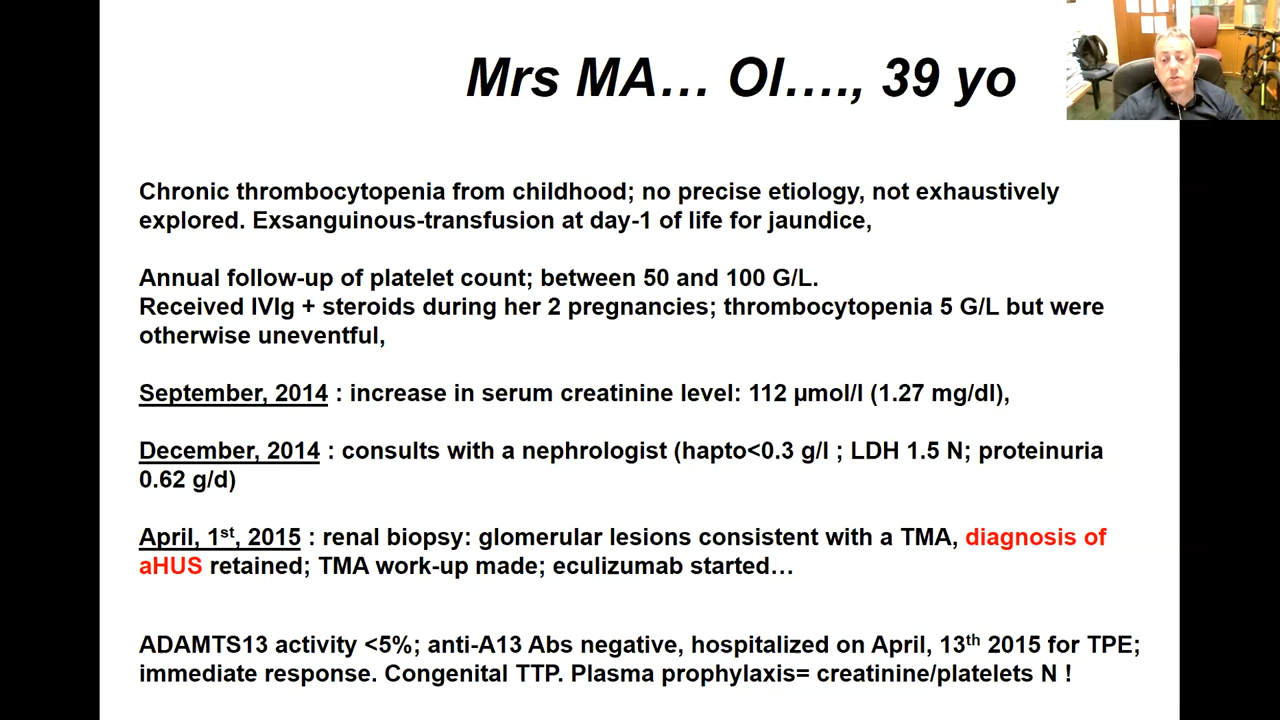 Mrs MA… Ol…., 39 yo
Chronic thrombocytopenia from childhood; no precise etiology, not exhaustively
explored. Exsanguinous-transfusion at day-1 of life for jaundice,
Annual follow-up of platelet count; between 50 and 100 G/L.
Received IVIg + steroids during her 2 pregnancies; thrombocytopenia 5 G/L but were
otherwise uneventful,
September, 2014 : increase in serum creatinine level: 112 µmol/l (1.27 mg/dl),
December, 2014 : consults with a nephrologist (hapto<0.3 g/l ; LDH 1.5 N; proteinuria
0.62 g/d)
April, 1st, 2015 : renal biopsy: glomerular lesions consistent with a TMA, diagnosis of
aHUS retained; TMA work-up made; eculizumab started…
ADAMTS13 activity <5%; anti-A13 Abs negative, hospitalized on April, 13th 2015 for TPE;
immediate response. Congenital TTP. Plasma prophylaxis= creatinine/platelets N !